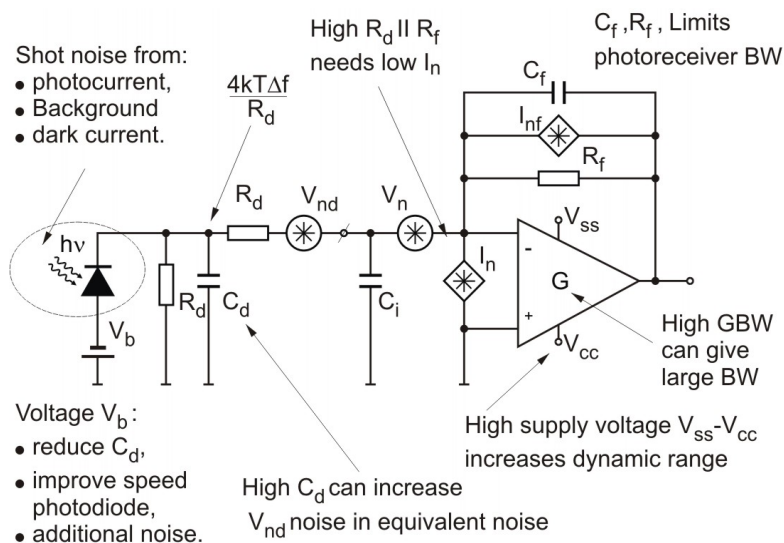 Shot noise from:
• photocurrent,
• Background
• dark current.
4kTΔf
R_d
High R_d II R_f
needs low I_n
C_f ,R_f , Limits
photoreceiver BW
C_f
I_nf
R_f
hν
R_d
V_nd
V_n
V_ss
-
I_n
G
+
V_cc
R_d
C_d
C_i
V_b
High GBW
can give
large BW
Voltage V_b :
• reduce C_d,
• improve speed
photodiode,
• additional noise.
High C_d can increase
V_nd noise in equivalent noise
High supply voltage V_ss-V_cc
increases dynamic range